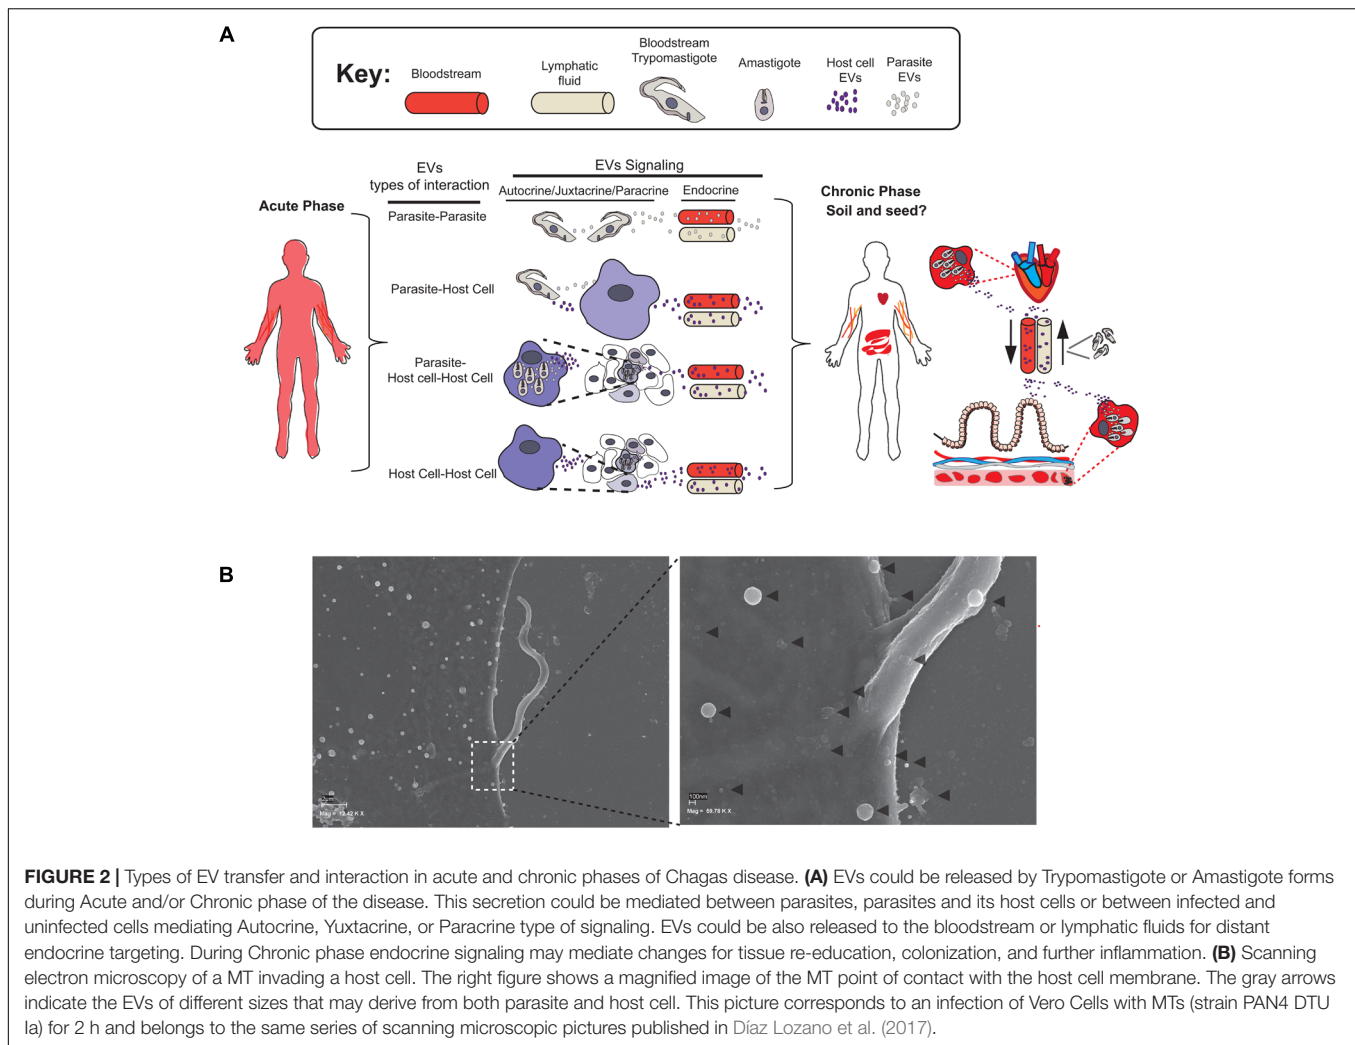 A
Key:
Bloodstream
Lymphatic
fluid
Bloodstream
Trypomastigote
Amastigote
Host cell
EVs
Parasite
EVs
EVs
types of interaction
EVs Signaling
Autocrine/Juxtacrine/Paracrine
Endocrine
Acute Phase
Chronic Phase
Soil and seed?
Parasite-Parasite
Parasite-Host Cell
Parasite-
Host cell-Host Cell
Host Cell-Host Cell
B
2µm
Mag = 12.42 K X
100nm
Mag = 59.78 K X
FIGURE 2 | Types of EV transfer and interaction in acute and chronic phases of Chagas disease. (A) EVs could be released by Trypomastigote or Amastigote forms
during Acute and/or Chronic phase of the disease. This secretion could be mediated between parasites, parasites and its host cells or between infected and
uninfected cells mediating Autocrine, Yuxtacrine, or Paracrine type of signaling. EVs could be also released to the bloodstream or lymphatic fluids for distant
endocrine targeting. During Chronic phase endocrine signaling may mediate changes for tissue re-education, colonization, and further inflammation. (B) Scanning
electron microscopy of a MT invading a host cell. The right figure shows a magnified image of the MT point of contact with the host cell membrane. The gray arrows
indicate the EVs of different sizes that may derive from both parasite and host cell. This picture corresponds to an infection of Vero Cells with MTs (strain PAN4 DTU
Ia) for 2 h and belongs to the same series of scanning microscopic pictures published in Díaz Lozano et al. (2017).